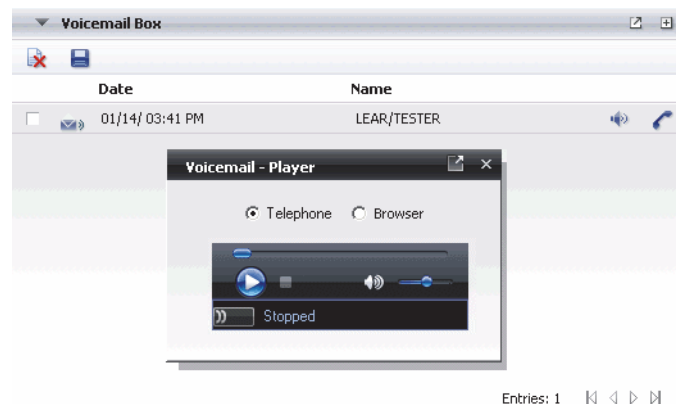 Voicemail Box
Date Name
01/14/ 03:41 PM LEAR/TESTER
Voicemail - Player
Telephone Browser
Stopped
Entries: 1